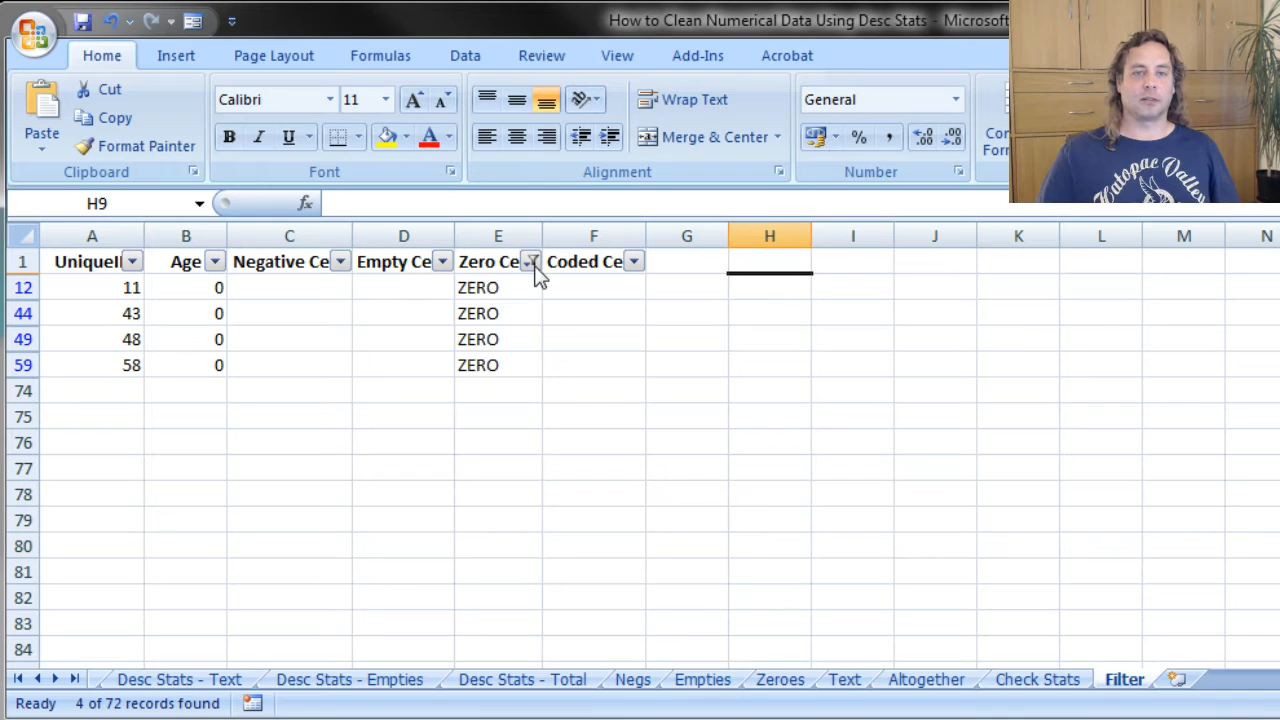 How to Clean Numerical Data Using Desc Stats - Microsoft
Home Insert Page Layout Formulas Data Review View Add-Ins Acrobat
Paste
Cut
Copy
Format Painter
Clipboard
Calibri 11
B I U
Font
Wrap Text
Merge & Center
Alignment
General
% ,
Number
Con
Form
H9 fx
A B C D E F G H I J K L M N
1 UniqueI Age Negative Ce Empty Ce Zero Ce Coded Ce
12 11 0 ZERO
44 43 0 ZERO
49 48 0 ZERO
59 58 0 ZERO
74
75
76
77
78
79
80
81
82
83
84
Desc Stats - Text Desc Stats - Empties Desc Stats - Total Negs Empties Zeroes Text Altogether Check Stats Filter
Ready 4 of 72 records found